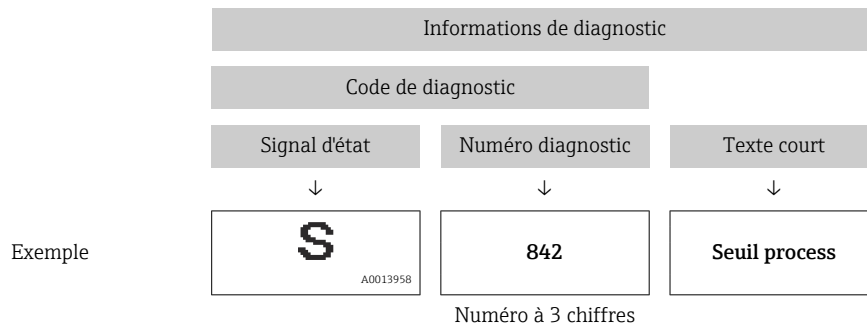 Informations de diagnostic
Code de diagnostic
Signal d'état Numéro diagnostic Texte court
↓ ↓ ↓
Exemple S 842 Seuil process
A0013958
Numéro à 3 chiffres